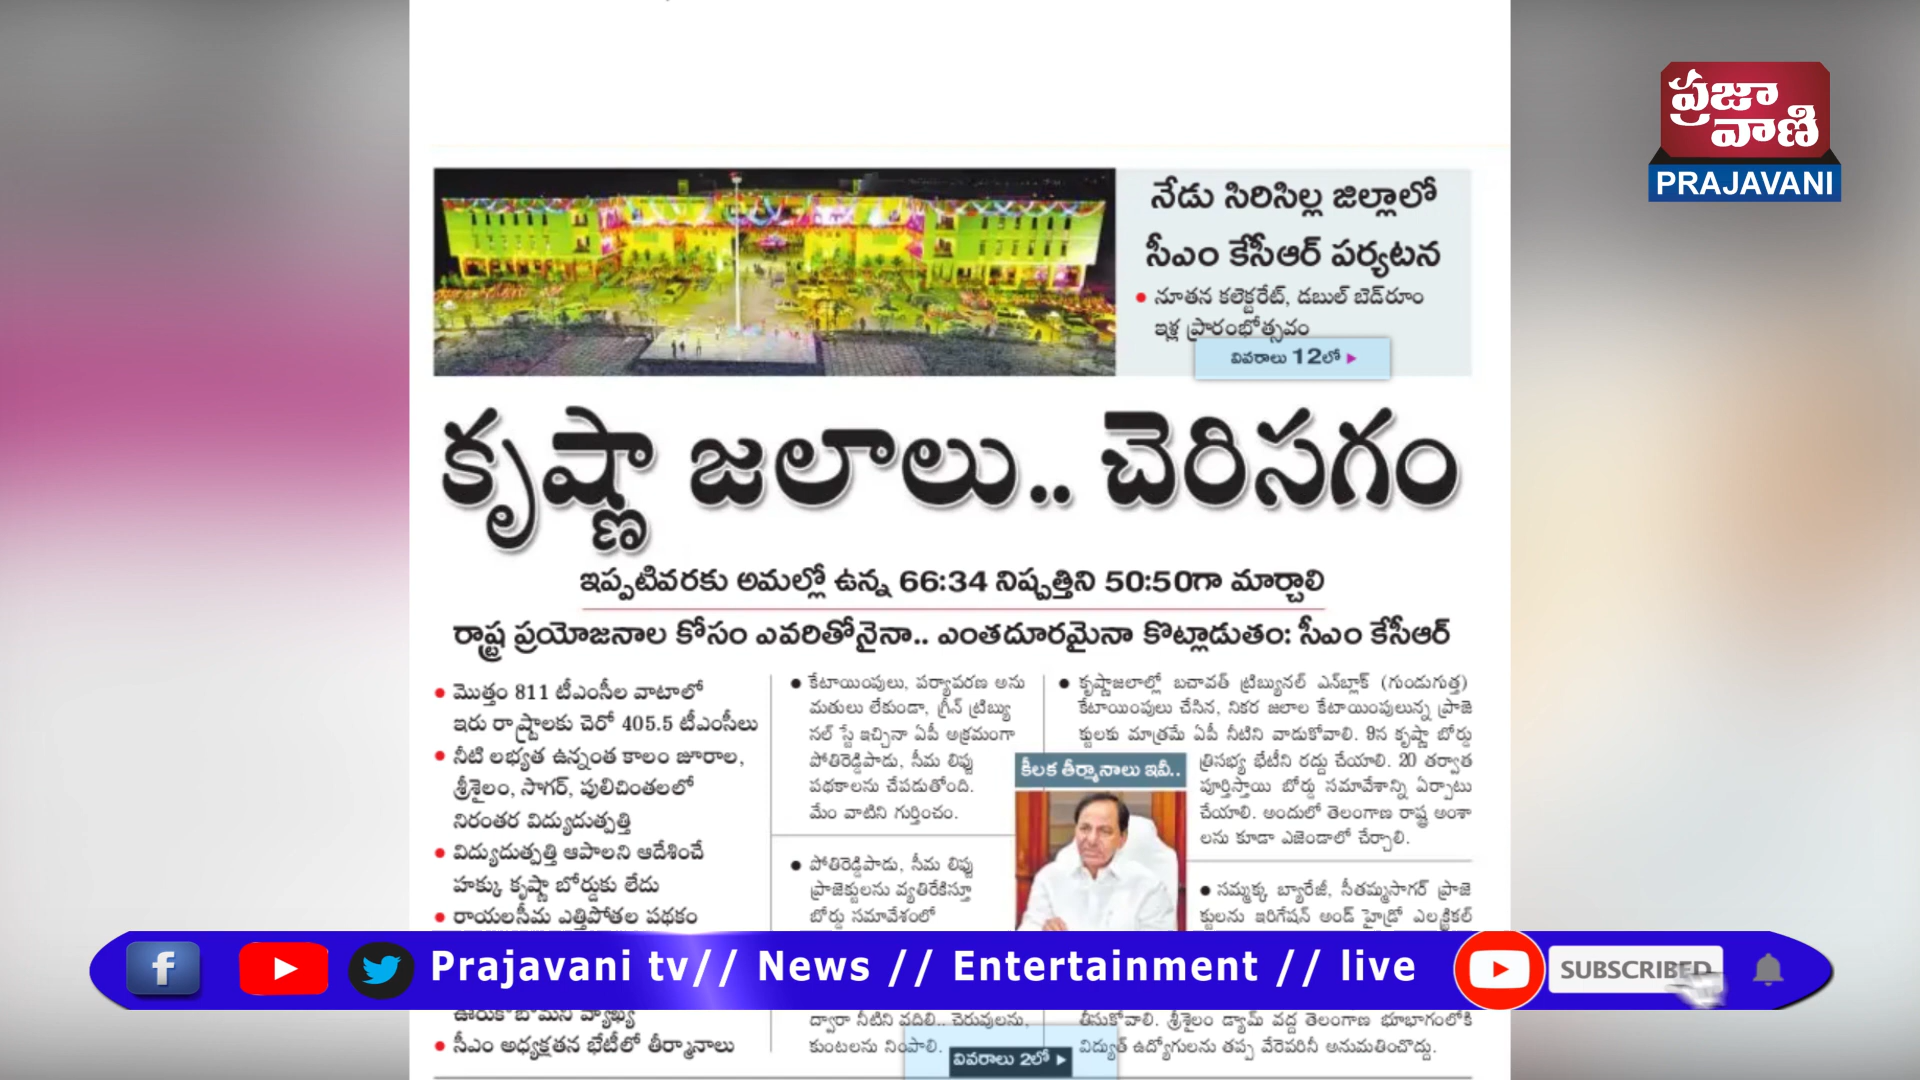 ప్రజా
వాణి
PRAJAVANI
నేడు సిరిసిల్ల జిల్లాలో
సీఎం కేసీఆర్ పర్యటన
• నూతన కలెక్టరేట్, డబుల్ బెడ్‌రూం
ఇళ్ల ప్రారంభోత్సవం
వివరాలు 12లో ▶
కృష్ణా జలాలు.. చెరిసగం
ఇప్పటివరకు అమల్లో ఉన్న 66:34 నిష్పత్తిని 50:50గా మార్చాలి
రాష్ట్ర ప్రయోజనాల కోసం ఎవరితోనైనా.. ఎంతదూరమైనా కొట్లాడుతం: సీఎం కేసీఆర్
• మొత్తం 811 టీఎంసీల వాటాలో
ఇరు రాష్ట్రాలకు చెరో 405.5 టీఎంసీలు
• నీటి లభ్యత ఉన్నంత కాలం జూరాల,
శ్రీశైలం, సాగర్, పులిచింతలలో
నిరంతర విద్యుదుత్పత్తి
• విద్యుదుత్పత్తి ఆపాలని ఆదేశించే
హక్కు కృష్ణా బోర్డుకు లేదు
• రాయలసీమ ఎత్తిపోతల పథకం
ఊరుకోబోమని వ్యాఖ్య
• సీఎం అధ్యక్షతన భేటీలో తీర్మానాలు
• కేటాయింపులు, పర్యావరణ అను
మతులు లేకుండా, గ్రీన్ ట్రిబ్యు
నల్ స్టే ఇచ్చినా ఏపీ అక్రమంగా
పోతిరెడ్డిపాడు, సీమ లిఫ్టు
పథకాలను చేపడుతోంది.
మేం వాటిని గుర్తించం.
• పోతిరెడ్డిపాడు, సీమ లిఫ్టు
ప్రాజెక్టులను వ్యతిరేకిస్తూ
బోర్డు సమావేశంలో
ద్వారా నీటిని వదిలి.. చెరువులను,
కుంటలను నింపాలి.
వివరాలు 2లో ▶
కీలక తీర్మానాలు ఇవీ..
• కృష్ణాజలాల్లో బచావత్ ట్రిబ్యునల్ ఎన్‌బ్లాక్ (గుండుగుత్త)
కేటాయింపులు చేసిన, నికర జలాల కేటాయింపులున్న ప్రాజె
క్టులకు మాత్రమే ఏపీ నీటిని వాడుకోవాలి. 9న కృష్ణా బోర్డు
త్రిసభ్య భేటీని రద్దు చేయాలి. 20 తర్వాత
పూర్తిస్తాయి బోర్డు సమావేశాన్ని ఏర్పాటు
చేయాలి. అందులో తెలంగాణ రాష్ట్ర అంశా
లను కూడా ఎజెండాలో చేర్చాలి.
• సమ్మక్క బ్యారేజీ, సీతమ్మసాగర్ ప్రాజె
క్టులను ఇరిగేషన్ అండ్ హైడ్రో ఎలక్ట్రికల్
తీసుకోవాలి. శ్రీశైలం డ్యామ్ వద్ద తెలంగాణ భూభాగంలోకి
విద్యుత్ ఉద్యోగులను తప్ప వేరెవరినీ అనుమతించొద్దు.
Prajavani tv// News // Entertainment // live
SUBSCRIBED